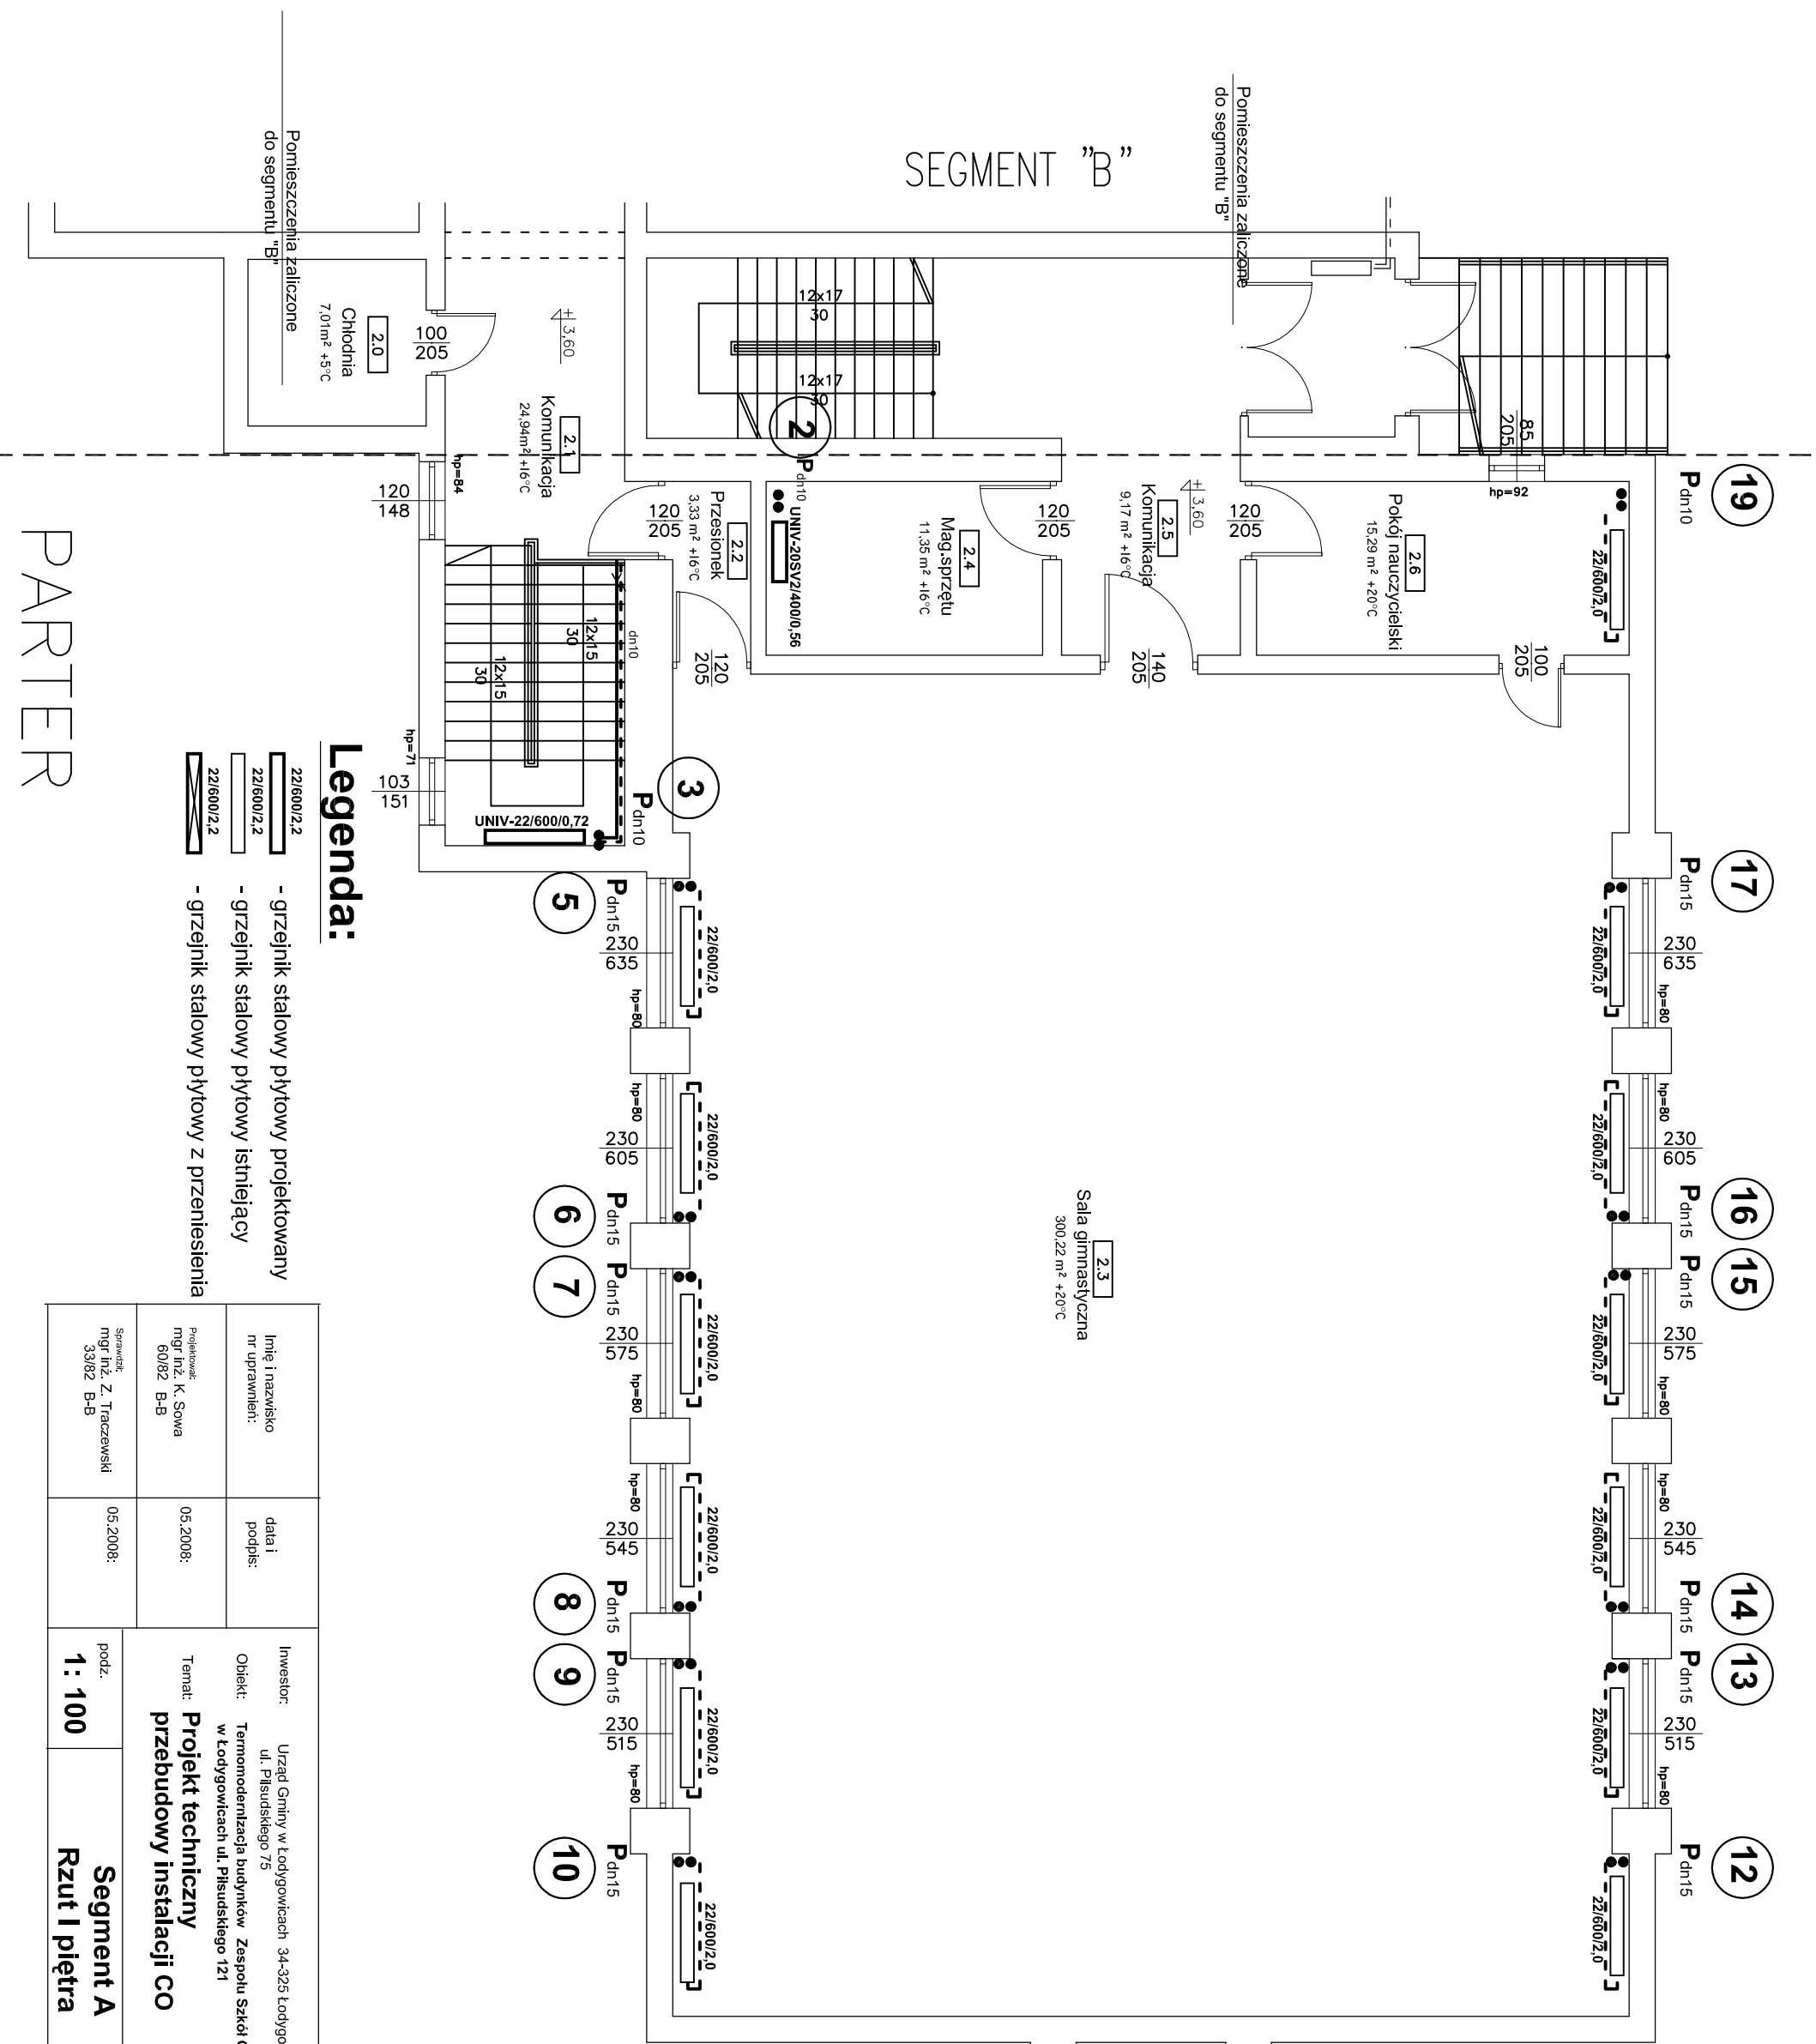 SEGMENT "B"
Pomieszczenia zaliczone
do segmentu "B"
Pomieszczenia zaliczone
do segmentu "B"
12x17
30
12x17
30
85
205
hp=92
19
Pdn10
22/600/2,0
2.6
Pokój nauczycielski
15,29 m² +20°C
100
205
+3,60
2.5
Komunikacja
9,17 m² +16°C
120
205
140
205
120
205
2.4
Mag.sprzętu
11,35 m² +16°C
2
Pdn10
UNIV-20SV2/400/0,56
2.2
Przesionek
3,33 m² +16°C
120
205
120
205
+3,60
2.1
Komunikacja
24,94m² +16°C
2.0
Chłodnia
7,01m² +5°C
100
205
hp=84
120
148
12x15
30
12x15
30
dn10
hp=71
103
151
UNIV-22/600/0,72
3
Pdn10
2.3
Sala gimnastyczna
300,22 m² +20°C
17
Pdn15
22/600/2,0
230
635
hp=80
hp=80
22/600/2,0
230
605
16
Pdn15
15
Pdn15
22/600/2,0
230
575
hp=80
hp=80
22/600/2,0
230
545
14
Pdn15
13
Pdn15
22/600/2,0
230
515
hp=80
12
Pdn15
22/600/2,0
5
Pdn15
22/600/2,0
230
635
hp=80
hp=80
22/600/2,0
230
605
6
Pdn15
7
Pdn15
22/600/2,0
230
575
hp=80
hp=80
22/600/2,0
230
545
8
Pdn15
9
Pdn15
22/600/2,0
230
515
hp=80
10
Pdn15
22/600/2,0
PARTER
Legenda:
22/600/2,2 - grzejnik stalowy płytowy projektowany
22/600/2,2 - grzejnik stalowy płytowy istniejący
22/600/2,2 - grzejnik stalowy płytowy z przeniesienia
Imię i nazwisko
nr uprawnień:
data i
podpis:
Projektował:
mgr inż. K. Sowa
60/82 B-B
05.2008:
Sprawdził:
mgr inż. Z. Traczewski
33/82 B-B
05.2008:
Inwestor: Urząd Gminy w Łodygowicach 34-325 Łodygo
ul. Piłsudskiego 75
Obiekt: Termomodernizacja budynków Zespołu Szkół
w Łodygowicach ul. Piłsudskiego 121
Temat: Projekt techniczny
przebudowy instalacji CO
podz.
1: 100
Segment A
Rzut I piętra